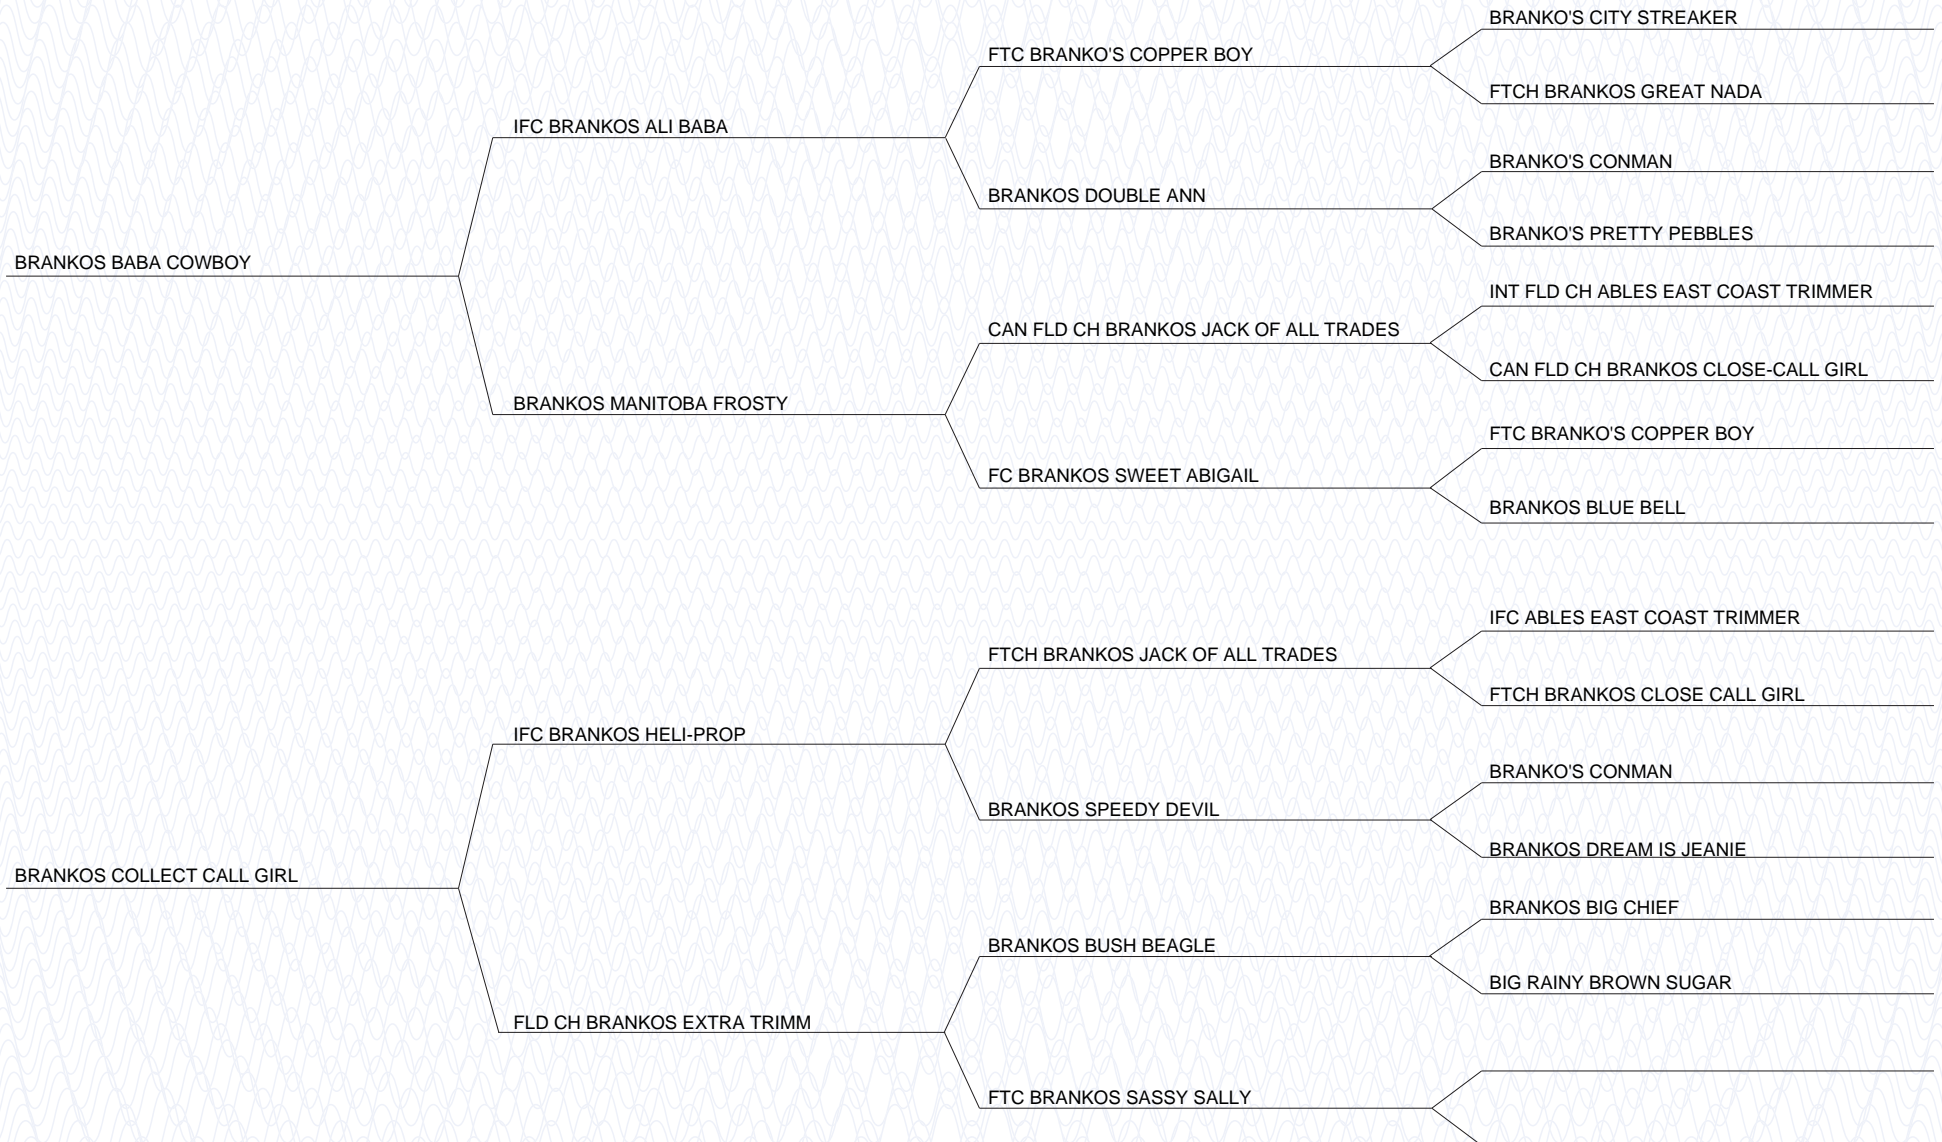 BRANKO'S CITY STREAKER
FTC BRANKO'S COPPER BOY
FTCH BRANKOS GREAT NADA
IFC BRANKOS ALI BABA
BRANKO'S CONMAN
BRANKOS DOUBLE ANN
BRANKO'S PRETTY PEBBLES
BRANKOS BABA COWBOY
INT FLD CH ABLES EAST COAST TRIMMER
CAN FLD CH BRANKOS JACK OF ALL TRADES
CAN FLD CH BRANKOS CLOSE-CALL GIRL
BRANKOS MANITOBA FROSTY
FTC BRANKO'S COPPER BOY
FC BRANKOS SWEET ABIGAIL
BRANKOS BLUE BELL
IFC ABLES EAST COAST TRIMMER
FTCH BRANKOS JACK OF ALL TRADES
FTCH BRANKOS CLOSE CALL GIRL
IFC BRANKOS HELI-PROP
BRANKO'S CONMAN
BRANKOS SPEEDY DEVIL
BRANKOS DREAM IS JEANIE
BRANKOS COLLECT CALL GIRL
BRANKOS BIG CHIEF
BRANKOS BUSH BEAGLE
BIG RAINY BROWN SUGAR
FLD CH BRANKOS EXTRA TRIMM
FTC BRANKOS SASSY SALLY